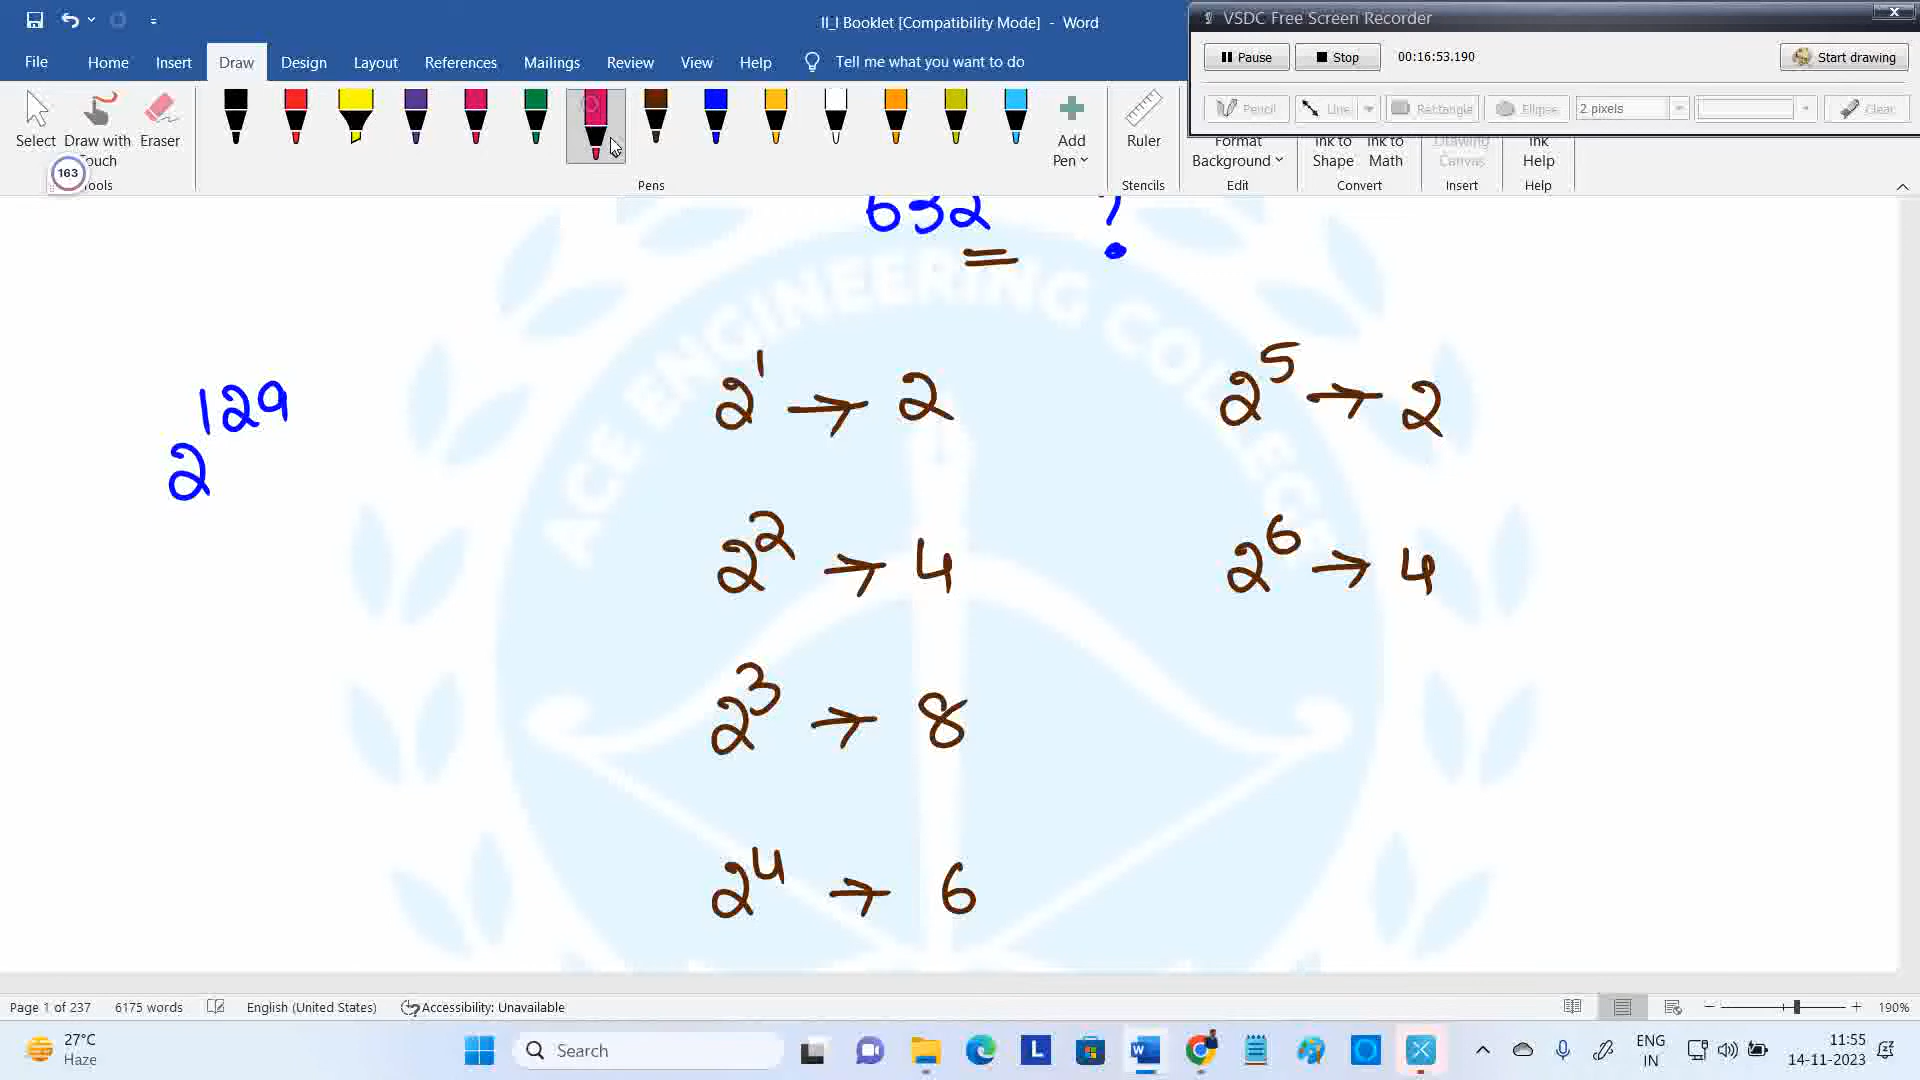 II_I Booklet [Compatibility Mode] - Word
VSDC Free Screen Recorder
Pause
Stop
00:16:53.190
Start drawing
File
Home
Insert
Draw
Design
Layout
References
Mailings
Review
View
Help
Tell me what you want to do
Pencil
Line
Rectangle
Ellipse
2 pixels
Clear
Select
Draw with Touch
Eraser
163
Add Pen
Ruler
Format Background
Ink to Shape
Ink to Math
Drawing Canvas
Ink Help
Tools
Pens
Stencils
Edit
Convert
Insert
Help
632 ?
ACE ENGINEERING COLLEGE
2^129
2^1 → 2
2^5 → 2
2^2 → 4
2^6 → 4
2^3 → 8
2^4 → 6
Page 1 of 237
6175 words
English (United States)
Accessibility: Unavailable
190%
27°C
Haze
Search
L
W
ENG
IN
11:55
14-11-2023